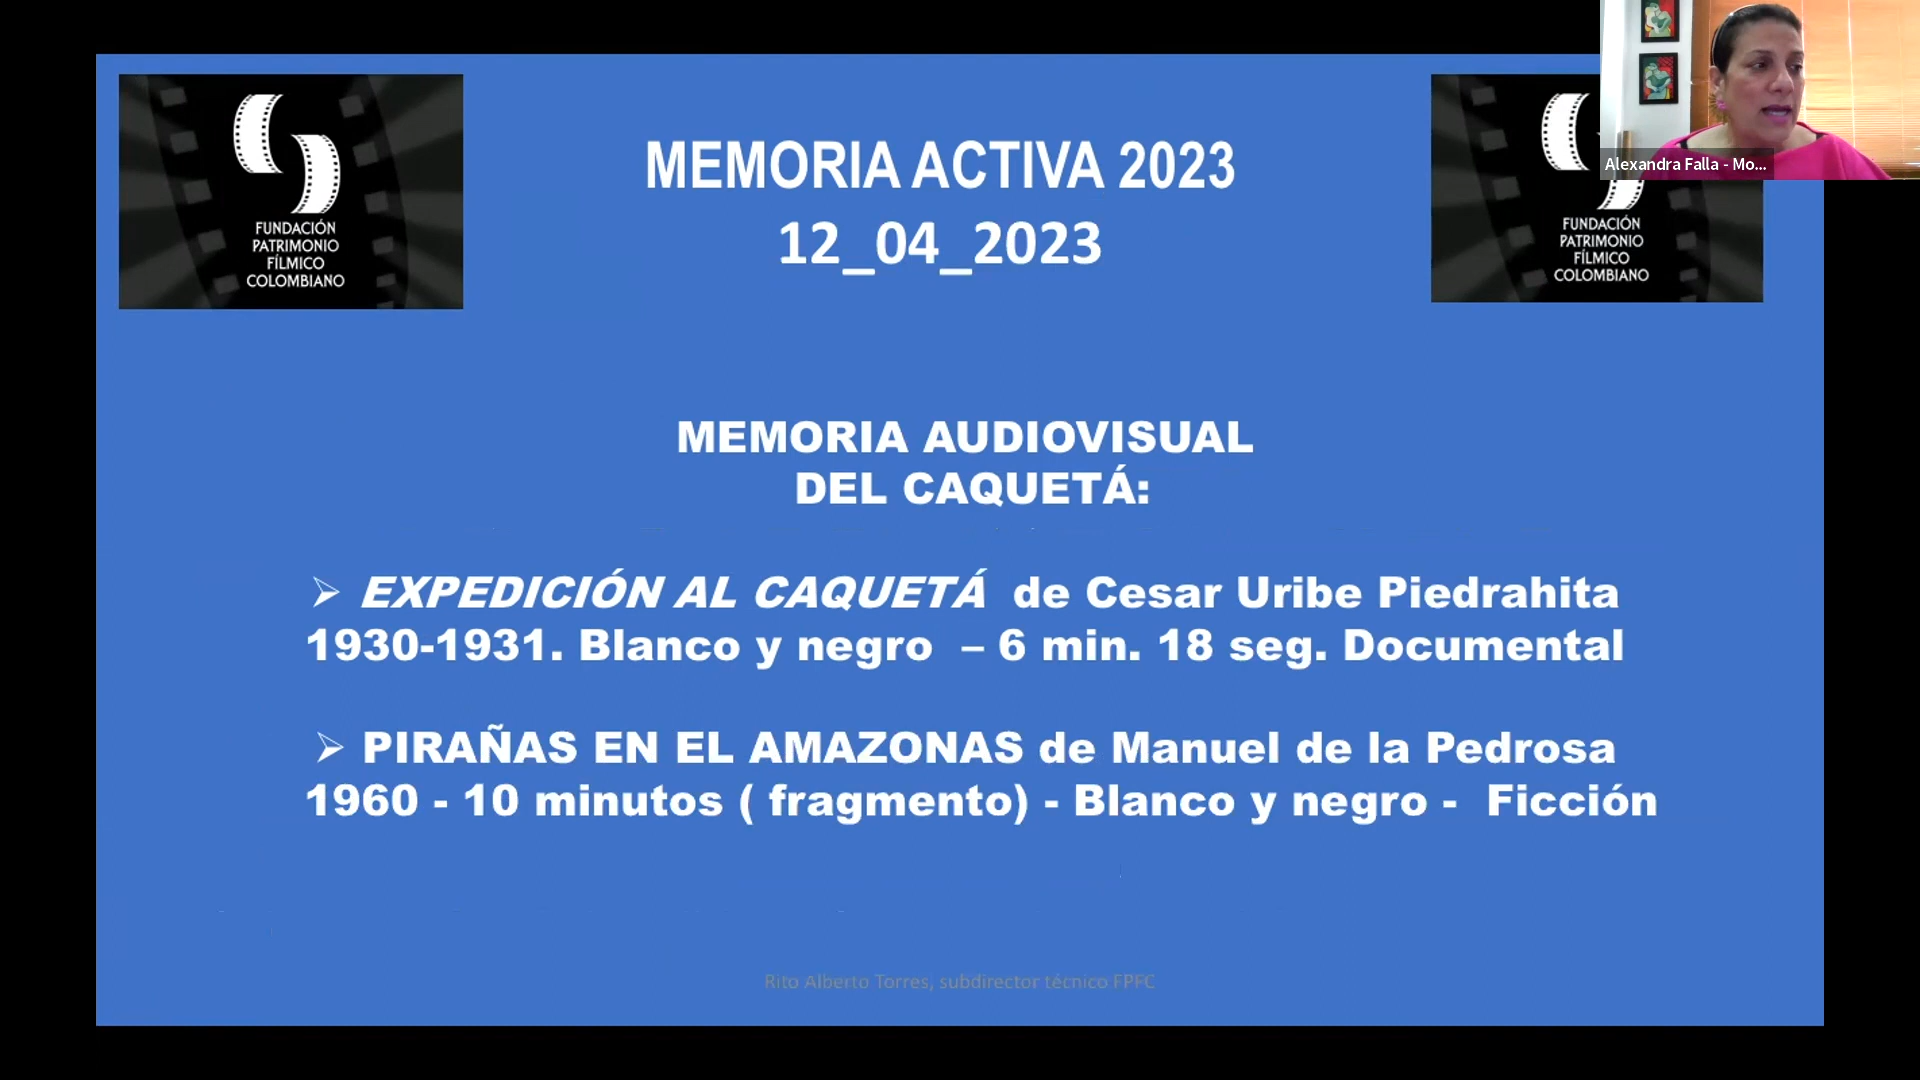 FUNDACIÓN
PATRIMONIO
FÍLMICO
COLOMBIANO
MEMORIA ACTIVA 2023
12_04_2023
Alexandra Falla - Mo...
FUNDACIÓN
PATRIMONIO
FÍLMICO
COLOMBIANO
MEMORIA AUDIOVISUAL
DEL CAQUETÁ:
➢ EXPEDICIÓN AL CAQUETÁ de Cesar Uribe Piedrahita
1930-1931. Blanco y negro – 6 min. 18 seg. Documental
➢ PIRAÑAS EN EL AMAZONAS de Manuel de la Pedrosa
1960 - 10 minutos ( fragmento) - Blanco y negro - Ficción
Rito Alberto Torres, subdirector técnico FPFC